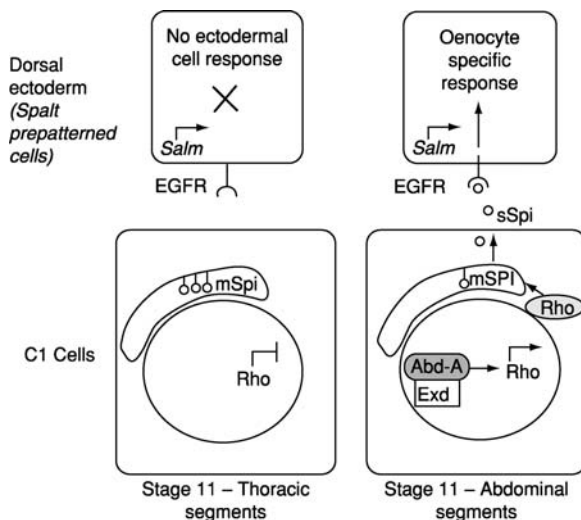 Dorsal
ectoderm
(Spalt
prepatterned
cells)
No ectodermal
cell response
Salm
EGFR
Oenocyte
specific
response
Salm
EGFR
sSpi
C1 Cells
mSpi
Rho
mSPI
Rho
Abd-A
Exd
Rho
Stage 11 – Thoracic
segments
Stage 11 – Abdominal
segments